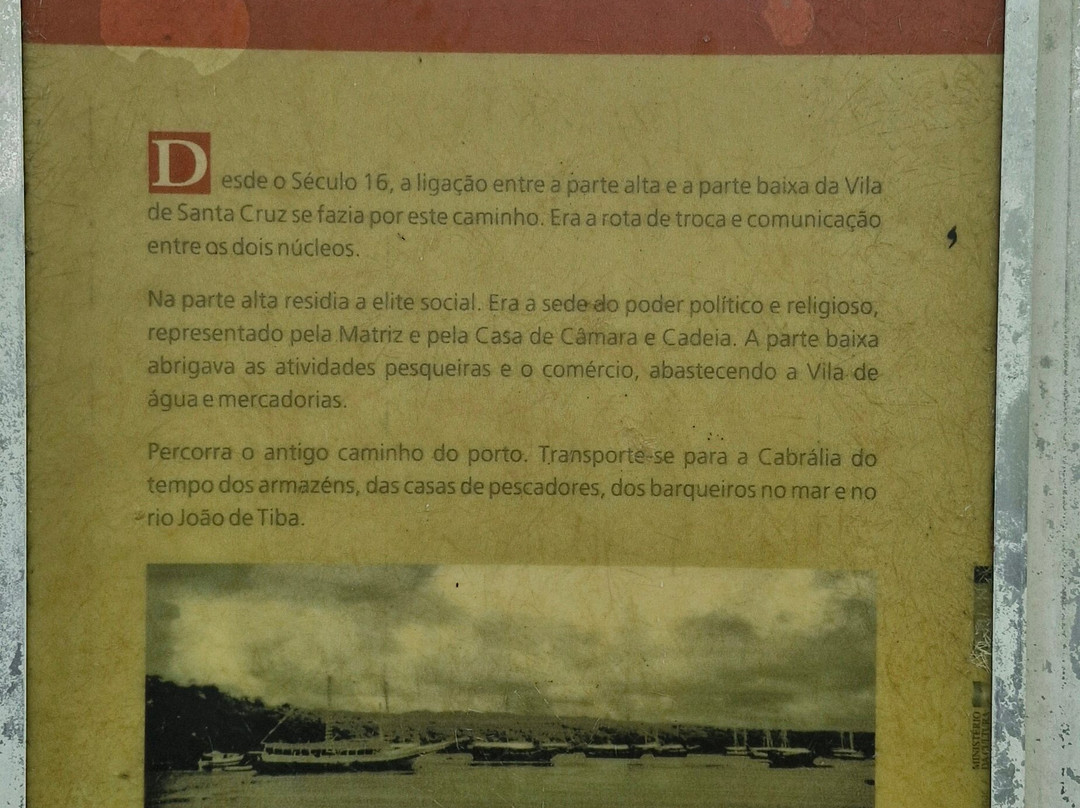 Desde o Século 16, a ligação entre a parte alta e a parte baixa da Vila
de Santa Cruz se fazia por este caminho. Era a rota de troca e comunicação
entre os dois núcleos.
Na parte alta residia a elite social. Era a sede do poder político e religioso,
representado pela Matriz e pela Casa de Câmara e Cadeia. A parte baixa
abrigava as atividades pesqueiras e o comércio, abastecendo a Vila de
água e mercadorias.
Percorra o antigo caminho do porto. Transporte-se para a Cabrália do
tempo dos armazéns, das casas de pescadores, dos barqueiros no mar e no
rio João de Tiba.
MINISTÉRIO
DA CULTURA